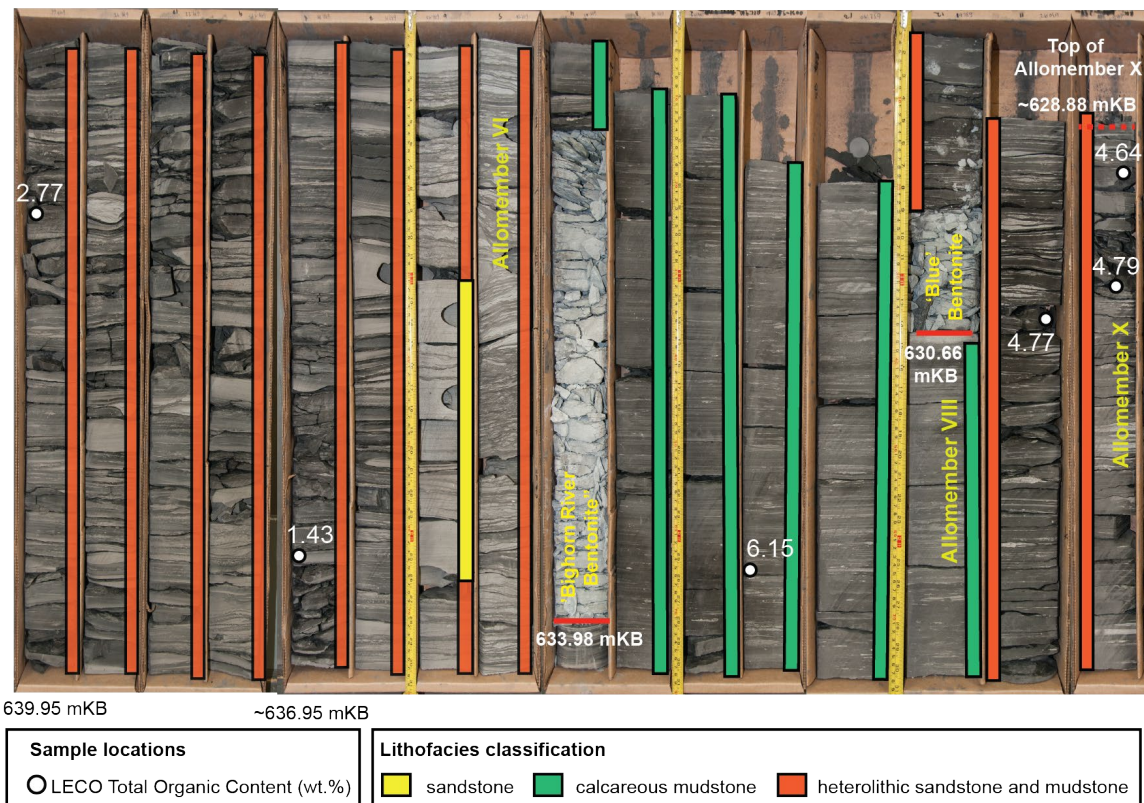 Top of
Allomember X
~628.88 mKB
4.64
2.77
Allomember VI
4.79
'Blue'
Bentonite
4.77
630.66
mKB
Allomember X
Allomember VIII
'Bighorn River
Bentonite"
1.43
6.15
633.98 mKB
639.95 mKB
~636.95 mKB
Sample locations
LECO Total Organic Content (wt.%)
Lithofacies classification
sandstone
calcareous mudstone
heterolithic sandstone and mudstone